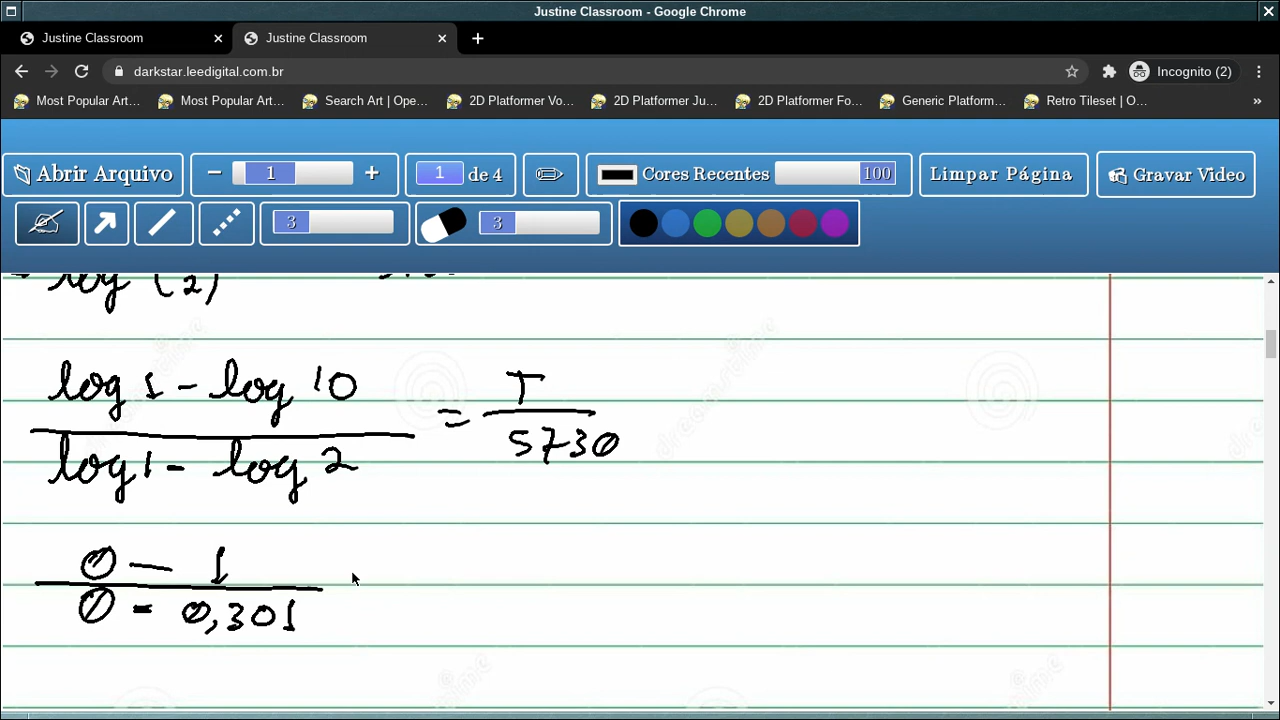 Justine Classroom - Google Chrome
Justine Classroom
Justine Classroom
darkstar.leedigital.com.br
Incognito (2)
Most Popular Art...
Most Popular Art...
Search Art | Ope...
2D Platformer Vo...
2D Platformer Ju...
2D Platformer Fo...
Generic Platform...
Retro Tileset | O...
Abrir Arquivo
− 1 +
1 de 4
Cores Recentes 100
Limpar Página
Gravar Video
3
3
log (2)
log 1 - log 10
log 1 - log 2
= T
5730
0 - 1
0 - 0,301